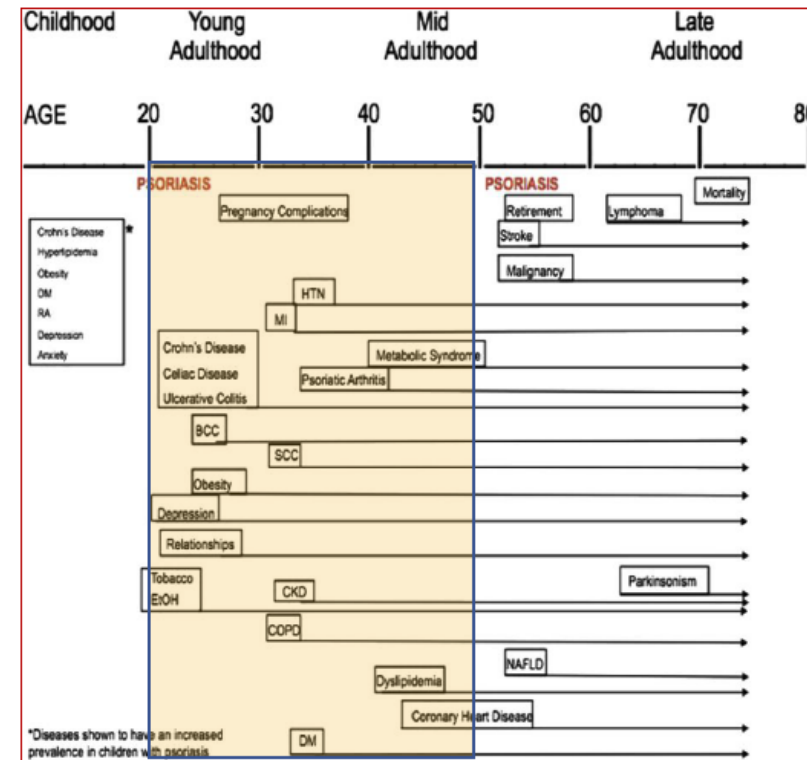 Childhood
Young
Adulthood
Mid
Adulthood
Late
Adulthood
AGE 20 30 40 50 60 70 80
PSORIASIS
PSORIASIS
Mortality
Pregnancy Complications
Retirement
Lymphoma
Stroke
Malignancy
*
Crohn's Disease
Hyperlipidemia
Obesity
DM
RA
Depression
Anxiety
HTN
MI
Crohn's Disease
Celiac Disease
Ulcerative Colitis
Metabolic Syndrome
Psoriatic Arthritis
BCC
SCC
Obesity
Depression
Relationships
Tobacco
EtOH
CKD
Parkinsonism
COPD
NAFLD
Dyslipidemia
Coronary Heart Disease
DM
*Diseases shown to have an increased
prevalence in children with psoriasis